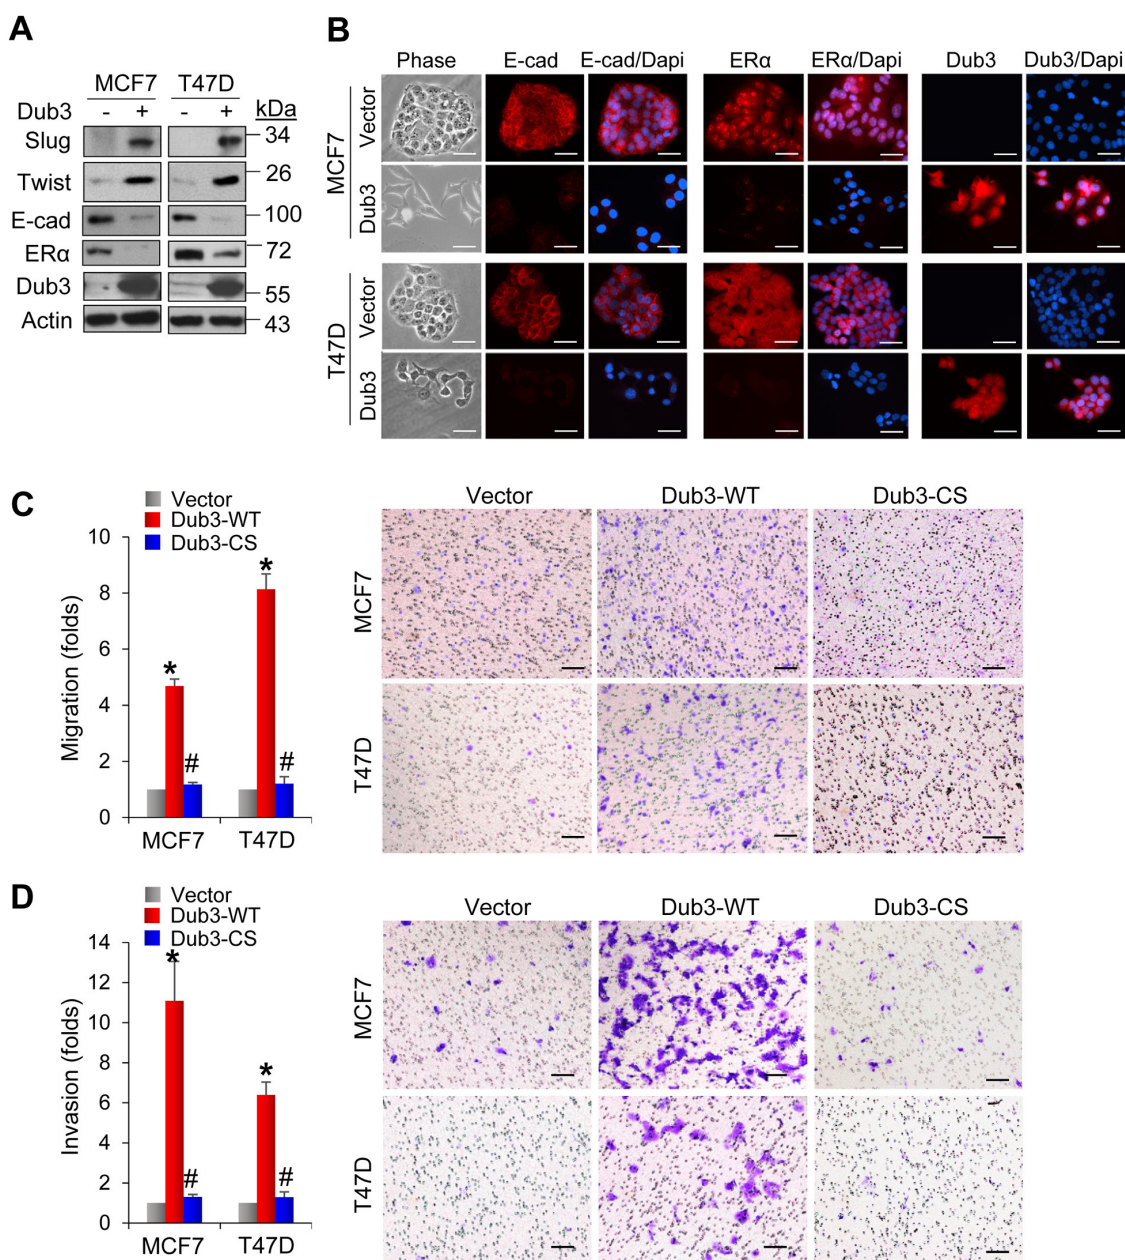 A
MCF7 T47D
Dub3 - + - + kDa
Slug 34
Twist 26
E-cad 100
ERα 72
Dub3 55
Actin 43
B
Phase E-cad E-cad/Dapi ERα ERα/Dapi Dub3 Dub3/Dapi
MCF7
Vector
Dub3
T47D
Vector
Dub3
C
Vector
Dub3-WT
Dub3-CS
Migration (folds)
10
8
6
4
2
0
* # * #
MCF7 T47D
Vector Dub3-WT Dub3-CS
MCF7
T47D
D
Vector
Dub3-WT
Dub3-CS
Invasion (folds)
14
12
10
8
6
4
2
0
* # * #
MCF7 T47D
Vector Dub3-WT Dub3-CS
MCF7
T47D